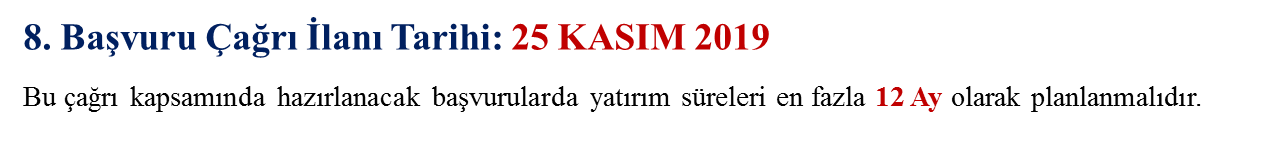 8. Başvuru Çağrı İlanı Tarihi: 25 KASIM 2019
Bu çağrı kapsamında hazırlanacak başvurularda yatırım süreleri en fazla 12 Ay olarak planlanmalıdır.